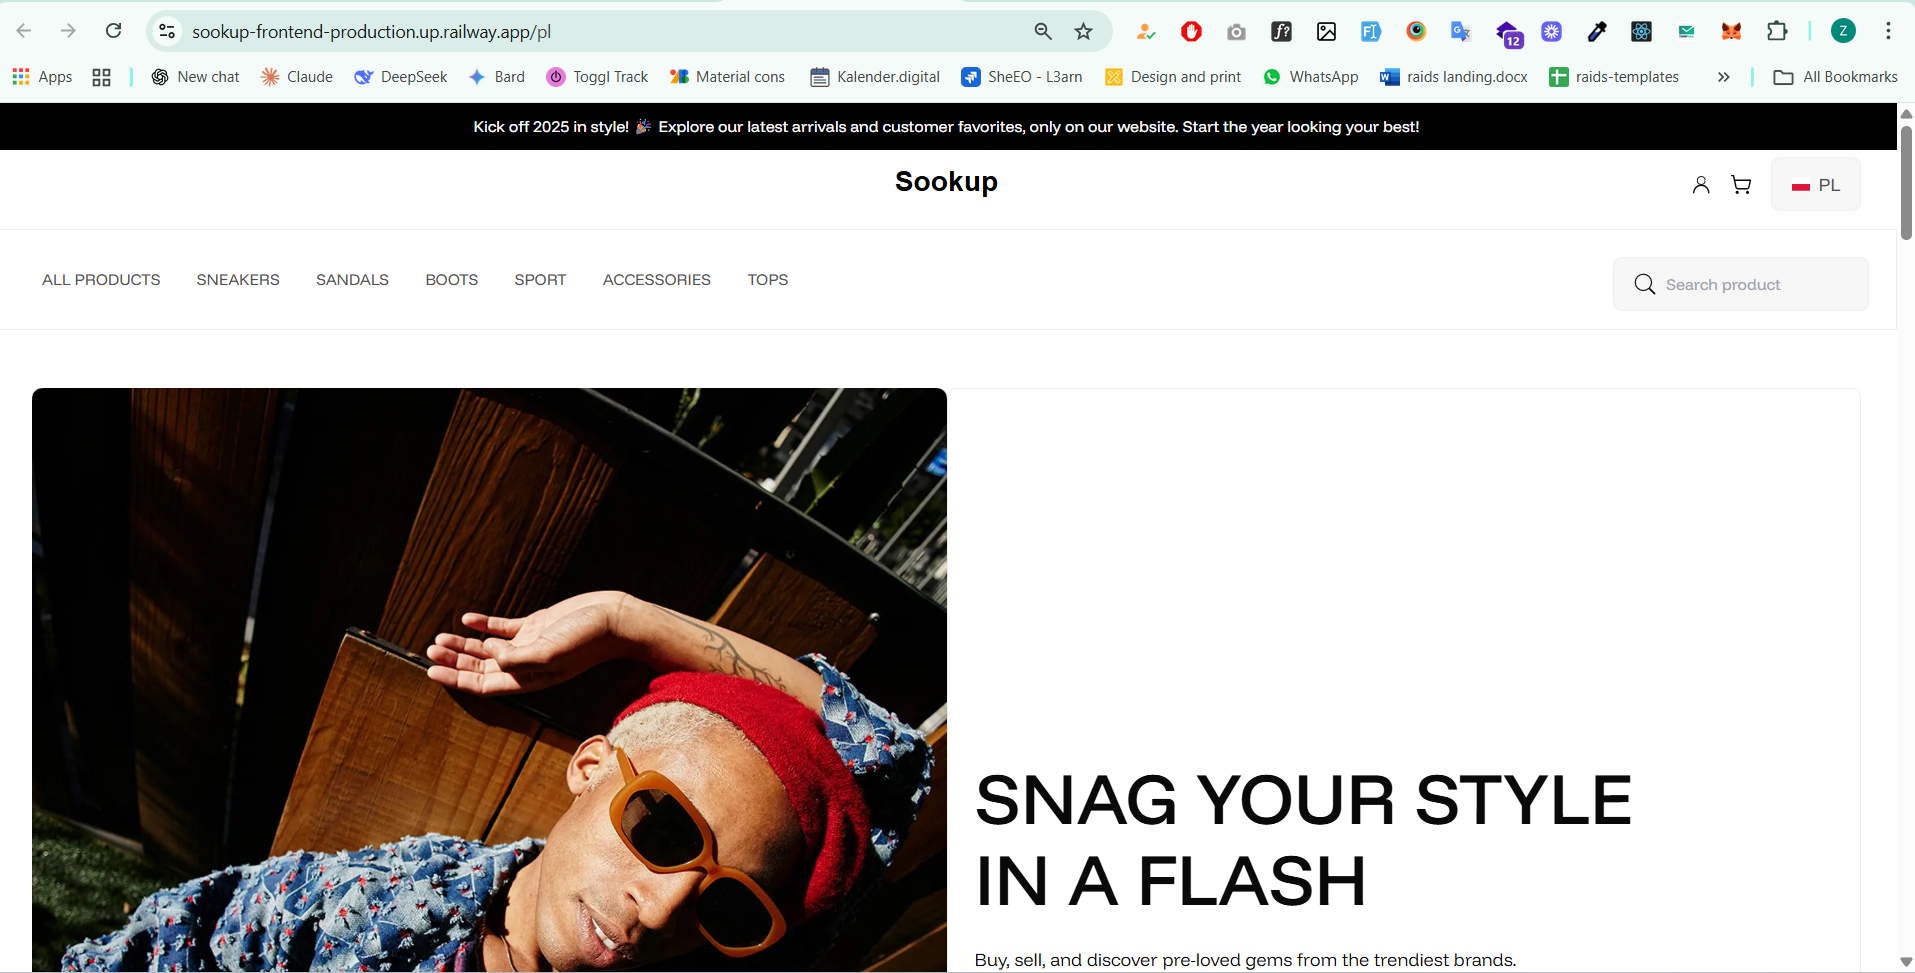 sookup-frontend-production.up.railway.app/pl
12
Z
Apps
New chat
Claude
DeepSeek
Bard
Toggl Track
Material cons
Kalender.digital
SheEO - L3arn
Design and print
WhatsApp
raids landing.docx
raids-templates
»
All Bookmarks
Kick off 2025 in style! 🎉 Explore our latest arrivals and customer favorites, only on our website. Start the year looking your best!
Sookup
PL
ALL PRODUCTS
SNEAKERS
SANDALS
BOOTS
SPORT
ACCESSORIES
TOPS
Search product
SNAG YOUR STYLE
IN A FLASH
Buy, sell, and discover pre-loved gems from the trendiest brands.